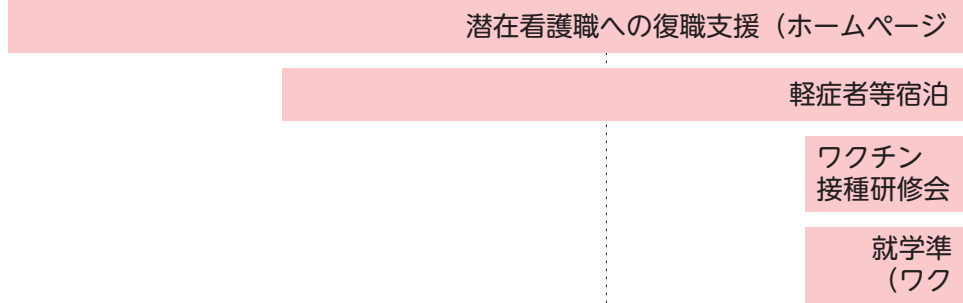 潜在看護職への復職支援（ホームページ
軽症者等宿泊
ワクチン
接種研修会
就学準
（ワク